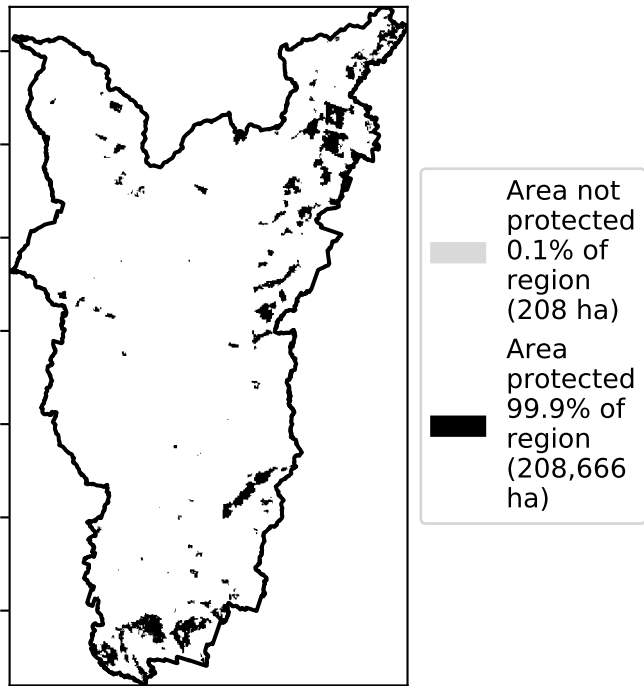 Area not
protected
0.1% of
region
(208 ha)
Area
protected
99.9% of
region
(208,666
ha)